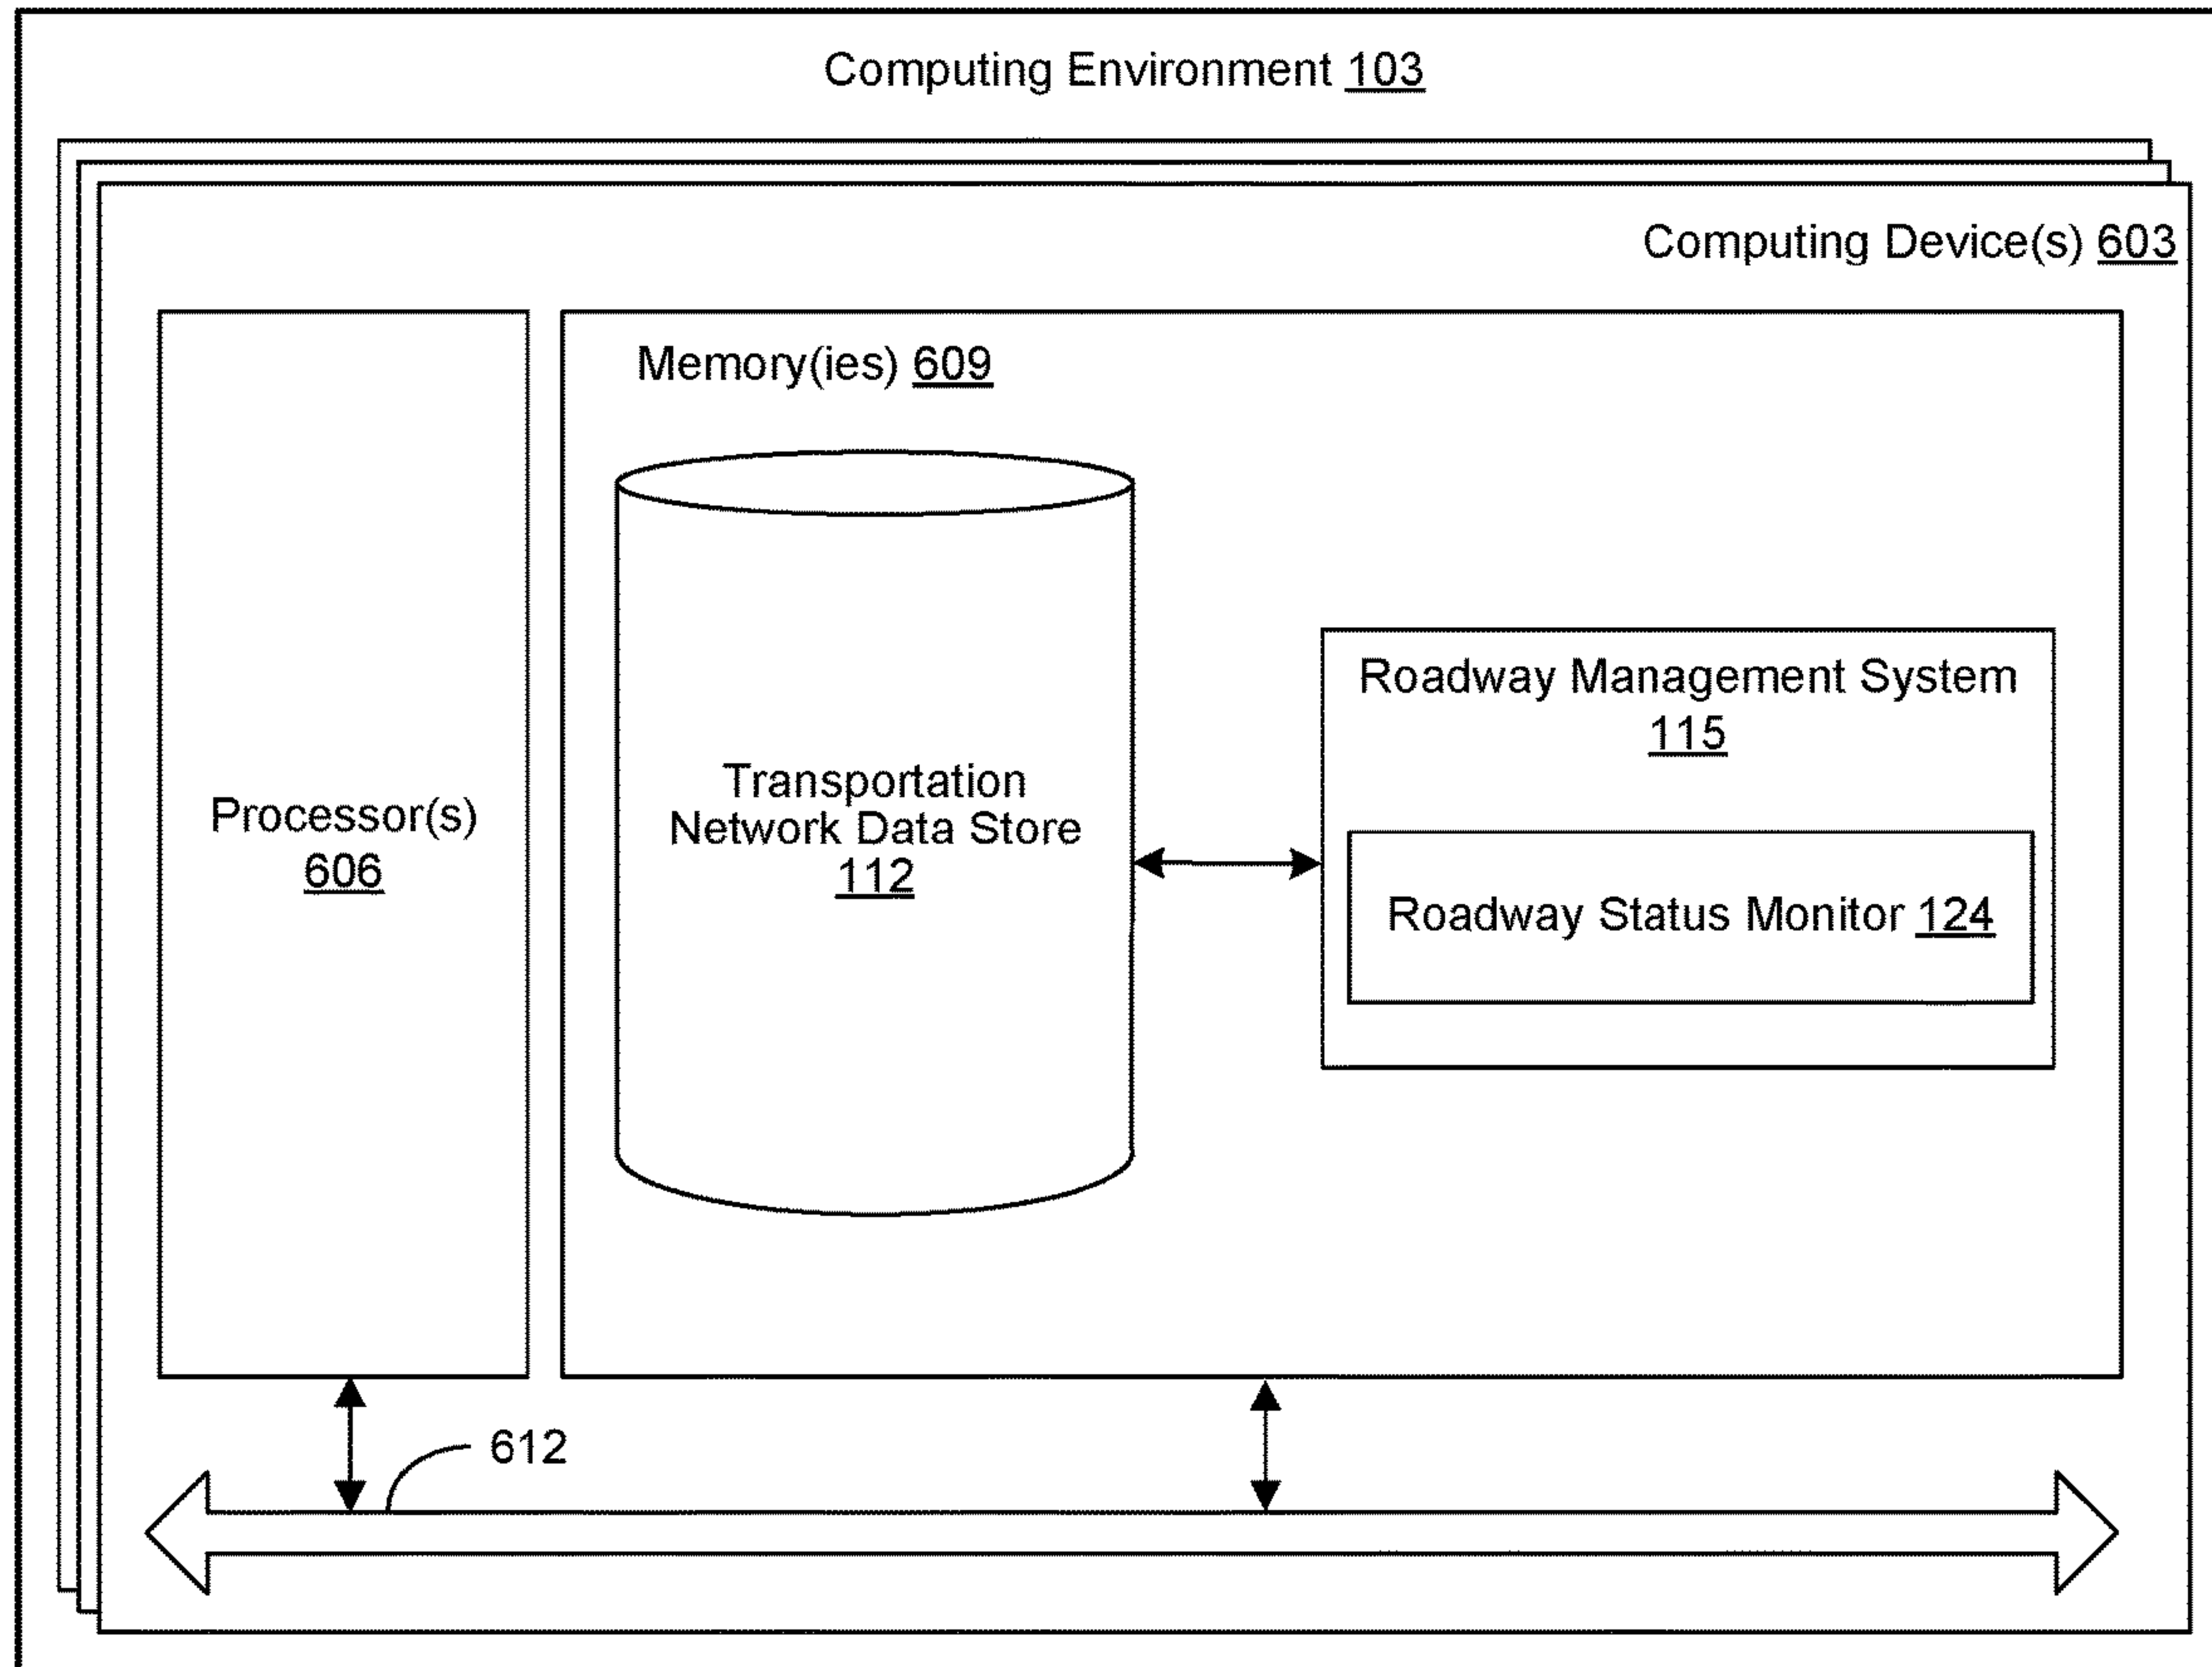 Computing Environment 103
Computing Device(s) 603
Memory(ies) 609
Processor(s)
606
Transportation
Network Data Store
112
Roadway Management System
115
Roadway Status Monitor 124
612